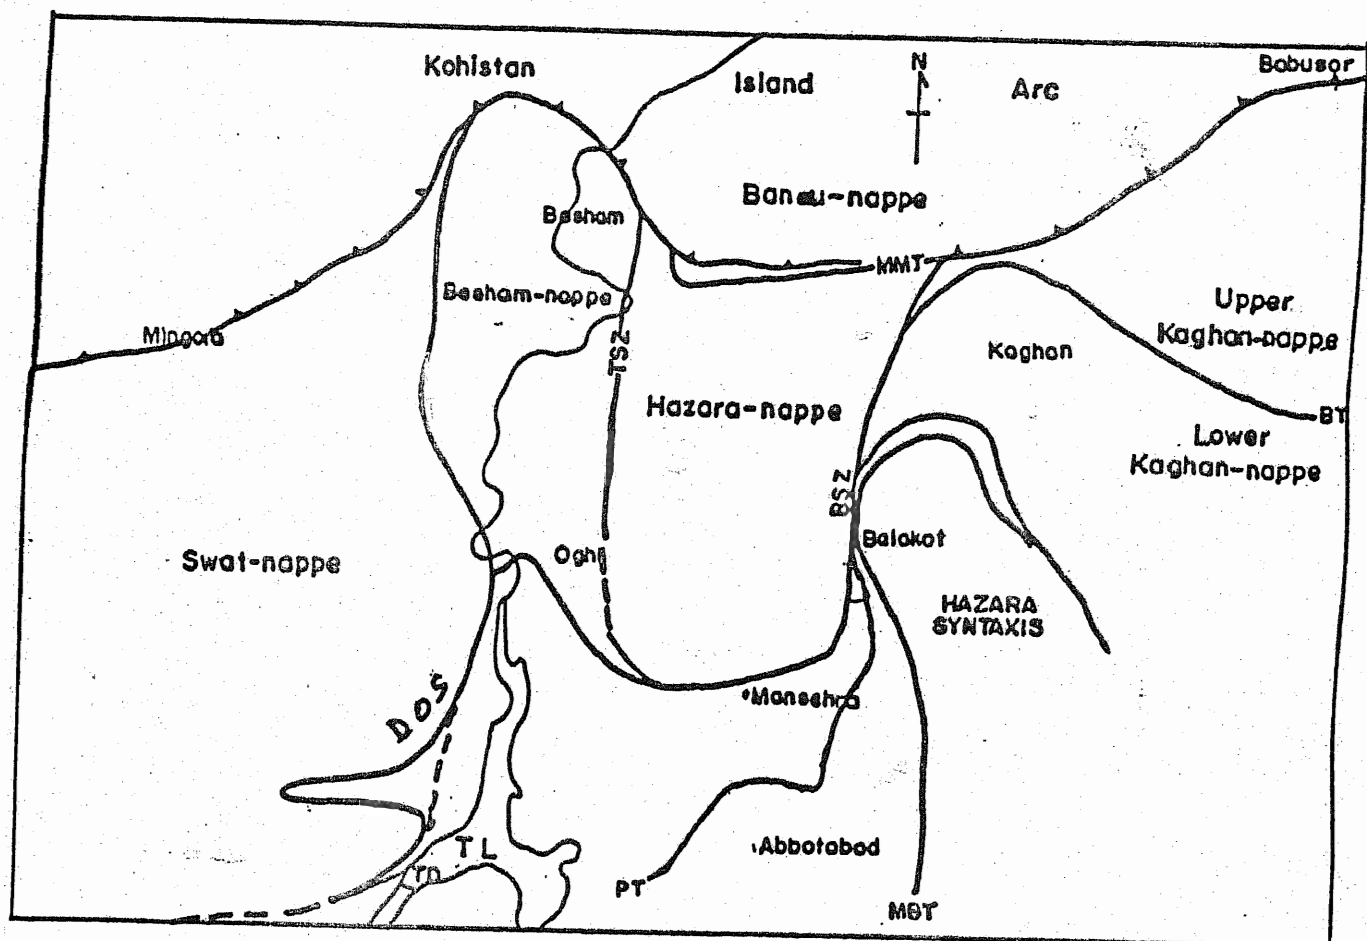 Kohistan
Island
N
Arc
Babusar
Besham
Banau-nappe
MMT
Besham-nappe
Mingora
TSZ
Upper
Kaghan-nappe
Kaghan
Hazara-nappe
BT
Lower
Kaghan-nappe
BSZ
Swat-nappe
Oghi
Balakot
HAZARA
SYNTAXIS
DOS
Mansehra
TL
TD
Abbotabad
PT
MBT